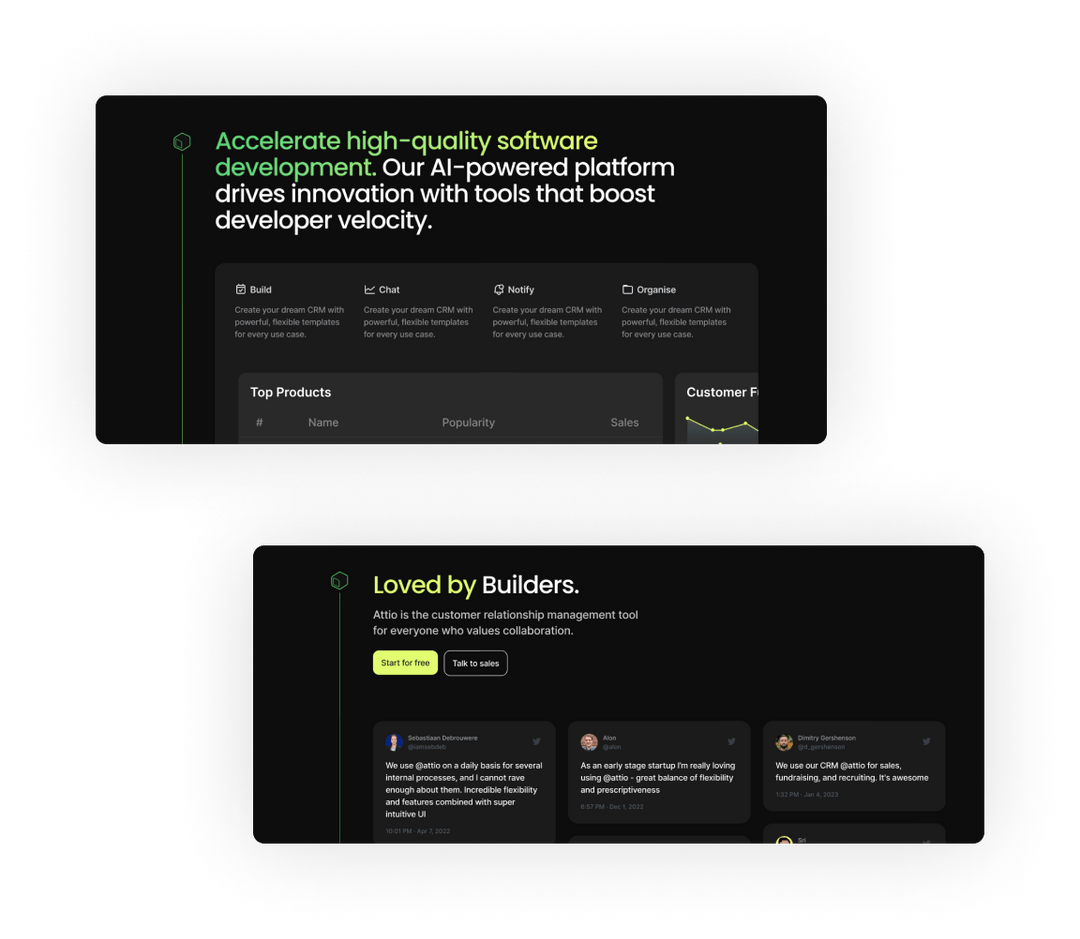 Accelerate high-quality software
development. Our AI-powered platform
drives innovation with tools that boost
developer velocity.
Build
Create your dream CRM with
powerful, flexible templates
for every use case.
Chat
Create your dream CRM with
powerful, flexible templates
for every use case.
Notify
Create your dream CRM with
powerful, flexible templates
for every use case.
Organise
Create your dream CRM with
powerful, flexible templates
for every use case.
Top Products
# Name Popularity Sales
Customer
Loved by Builders.
Attio is the customer relationship management tool
for everyone who values collaboration.
Start for free
Talk to sales
Sebastiaan Debrouwere
@iamsebdeb
We use @attio on a daily basis for several
internal processes, and I cannot rave
enough about them. Incredible flexibility
and features combined with super
intuitive UI
10:01 PM · Apr 7, 2022
Alon
@alon
As an early stage startup I'm really loving
using @attio - great balance of flexibility
and prescriptiveness
6:57 PM · Dec 1, 2022
Dimitry Gershenson
@d_gershenson
We use our CRM @attio for sales,
fundraising, and recruiting. It's awesome
1:32 PM · Jan 4, 2023
Sri